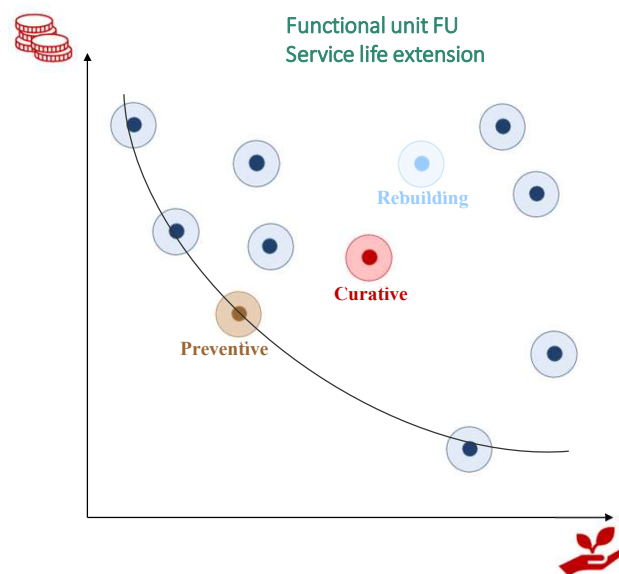 Functional unit FU
Service life extension
Rebuilding
Curative
Preventive